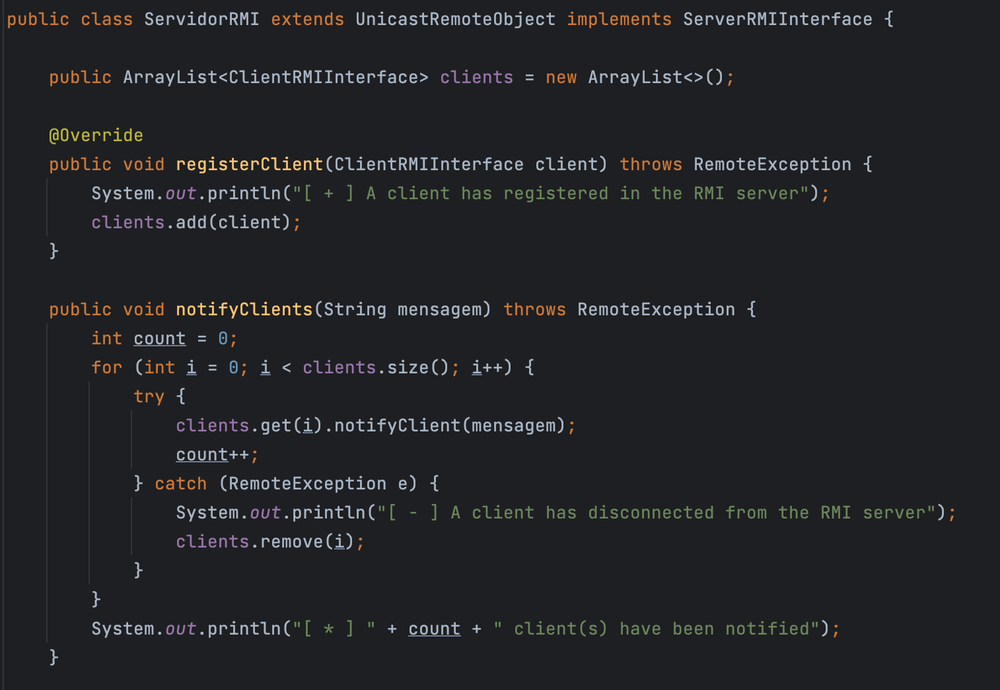 public class ServidorRMI extends UnicastRemoteObject implements ServerRMIInterface {
public ArrayList<ClientRMIInterface> clients = new ArrayList<>();
@Override
public void registerClient(ClientRMIInterface client) throws RemoteException {
System.out.println("[ + ] A client has registered in the RMI server");
clients.add(client);
}
public void notifyClients(String mensagem) throws RemoteException {
int count = 0;
for (int i = 0; i < clients.size(); i++) {
try {
clients.get(i).notifyClient(mensagem);
count++;
} catch (RemoteException e) {
System.out.println("[ - ] A client has disconnected from the RMI server");
clients.remove(i);
}
}
System.out.println("[ * ] " + count + " client(s) have been notified");
}